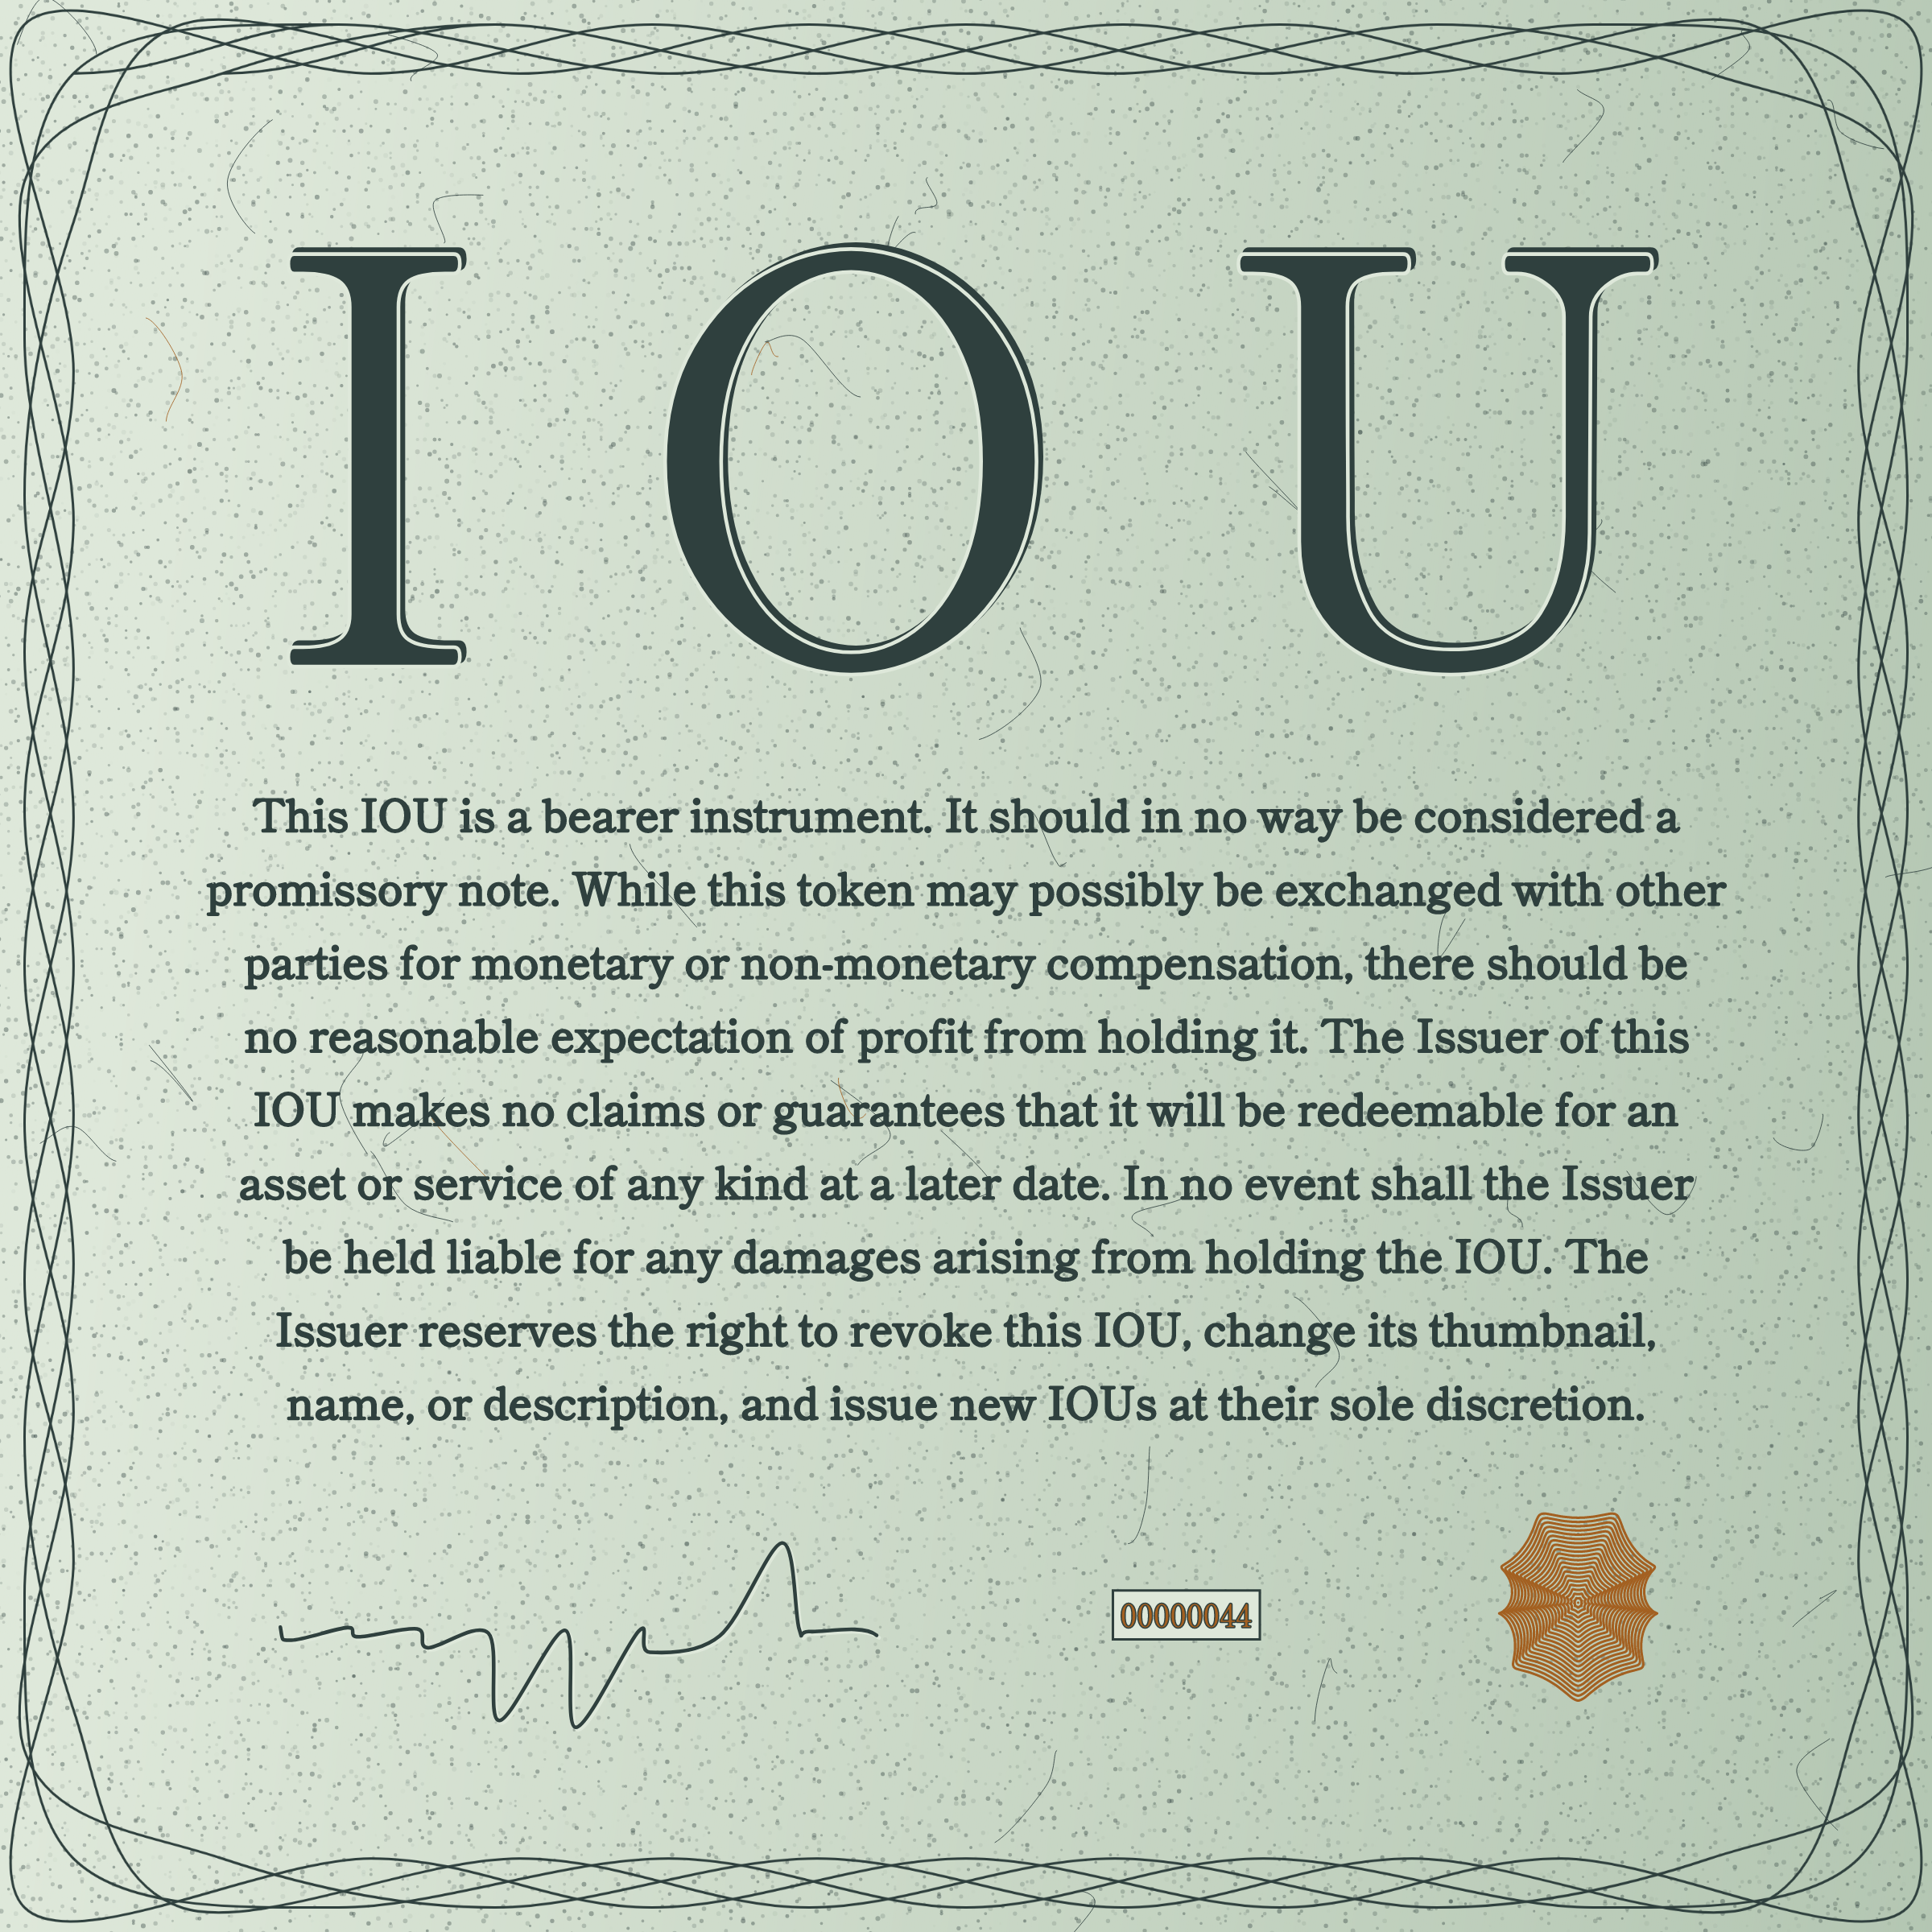 I O U
This IOU is a bearer instrument. It should in no way be considered a
promissory note. While this token may possibly be exchanged with other
parties for monetary or non-monetary compensation, there should be
no reasonable expectation of profit from holding it. The Issuer of this
IOU makes no claims or guarantees that it will be redeemable for an
asset or service of any kind at a later date. In no event shall the Issuer
be held liable for any damages arising from holding the IOU. The
Issuer reserves the right to revoke this IOU, change its thumbnail,
name, or description, and issue new IOUs at their sole discretion.
00000044